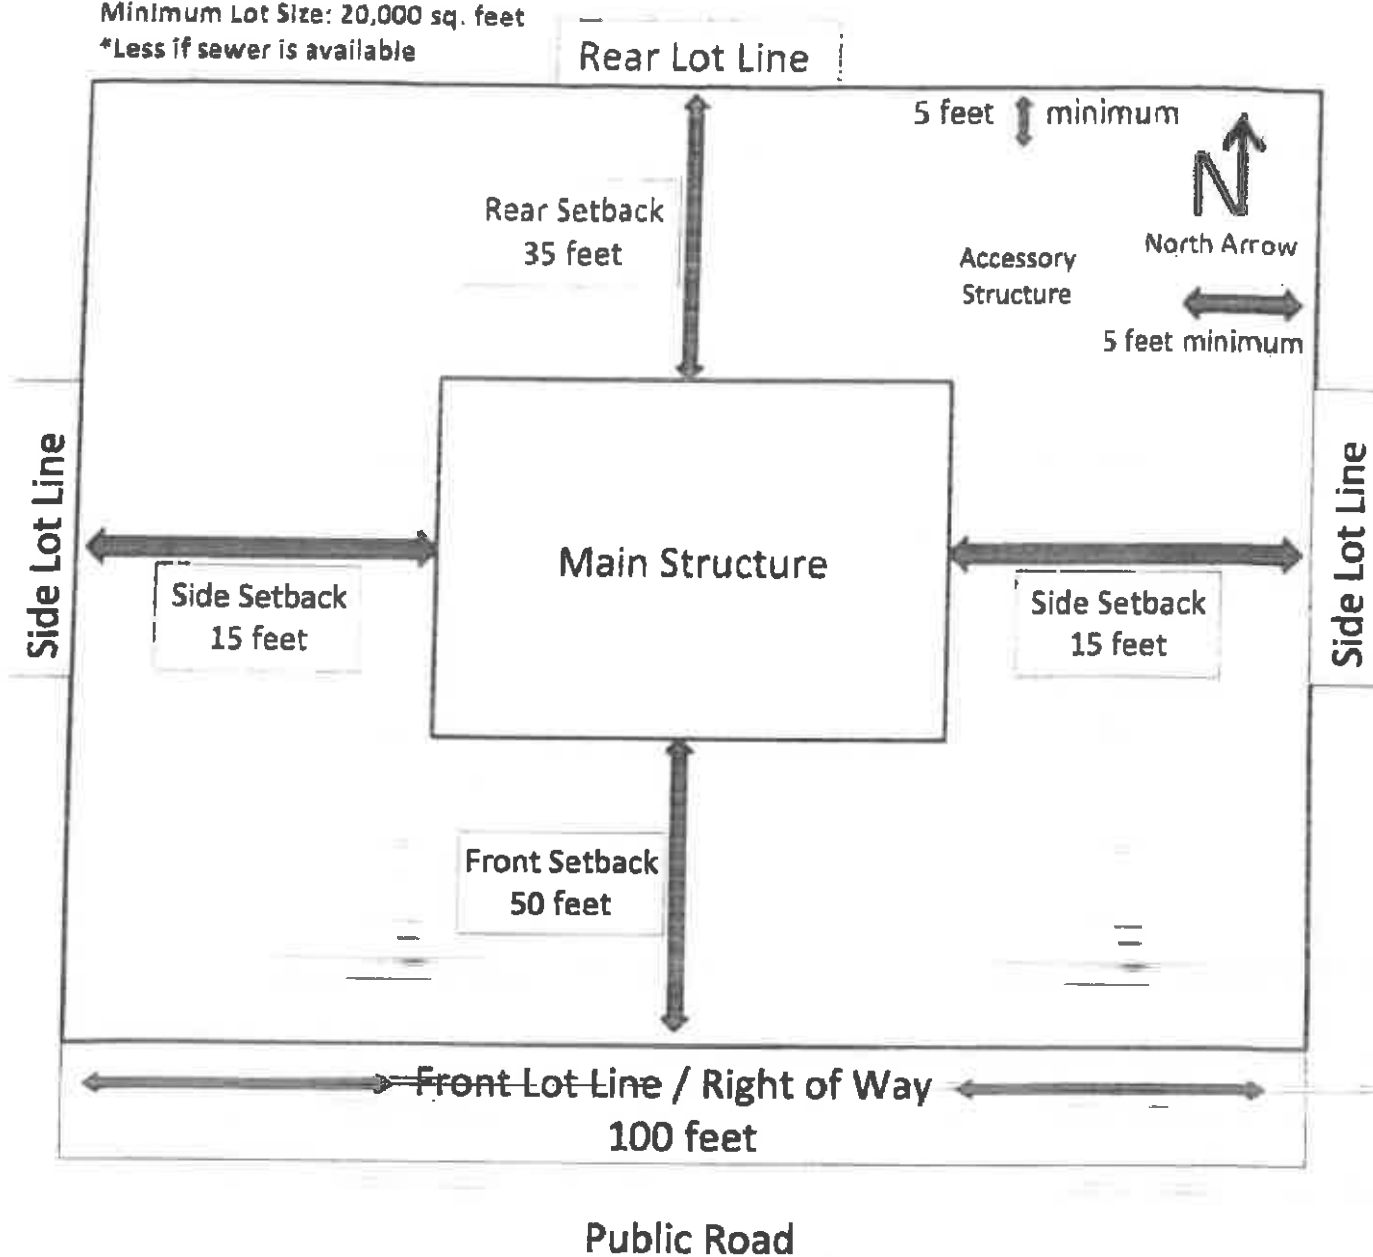 Minimum Lot Size: 20,000 sq. feet
*Less if sewer is available
Rear Lot Line
5 feet minimum
N
North Arrow
Rear Setback
35 feet
Accessory
Structure
5 feet minimum
Side Lot Line
Main Structure
Side Lot Line
Side Setback
15 feet
Side Setback
15 feet
Front Setback
50 feet
Front Lot Line / Right of Way
100 feet
Public Road